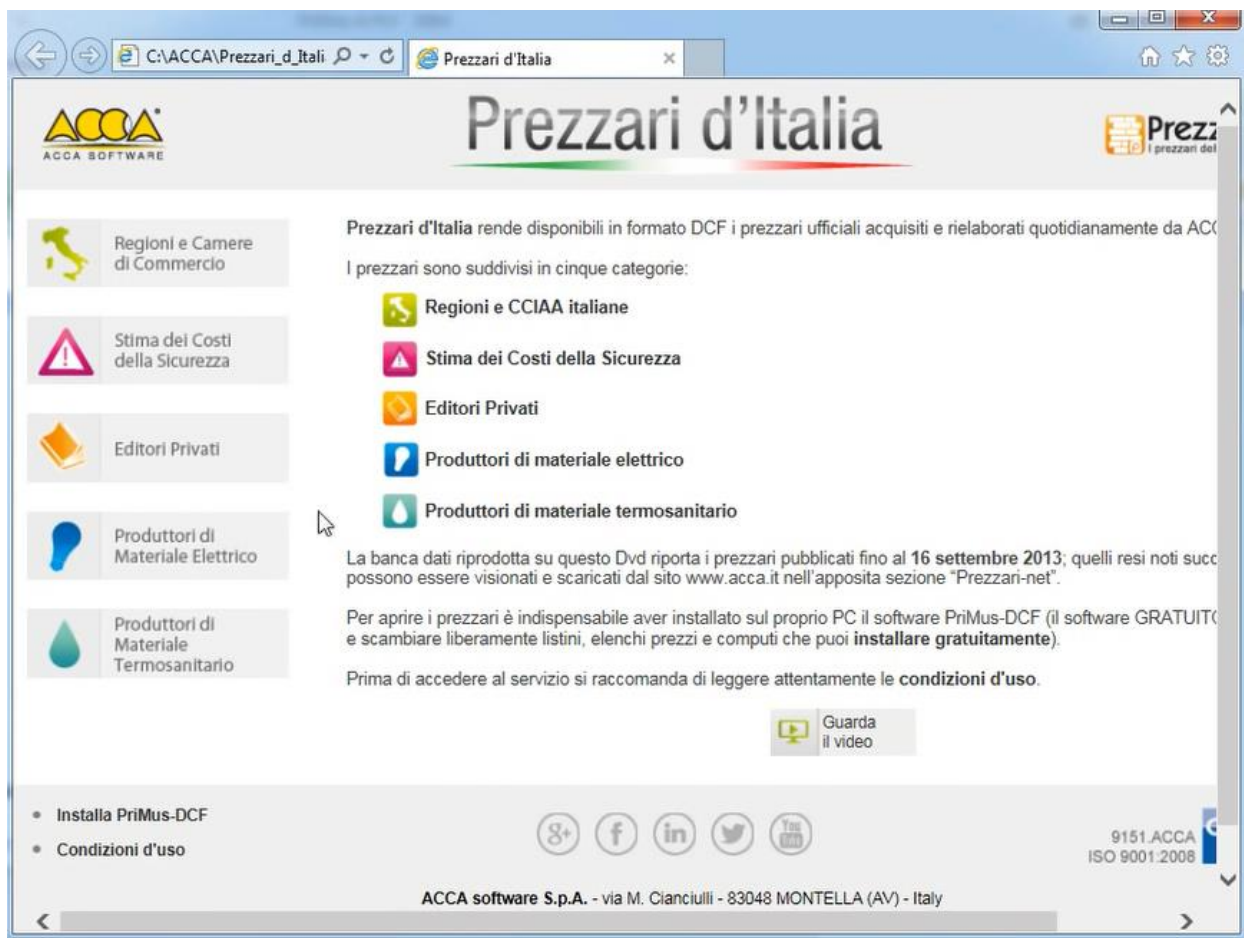 C:\ACCA\Prezzari_d_Itali
Prezzari d'Italia
ACCA
ACCA SOFTWARE
Prezzari d'Italia
I prezzari del
Regioni e Camere
di Commercio
Stima dei Costi
della Sicurezza
Editori Privati
Produttori di
Materiale Elettrico
Produttori di
Materiale
Termosanitario
Prezzari d'Italia rende disponibili in formato DCF i prezzari ufficiali acquisiti e rielaborati quotidianamente da
I prezzari sono suddivisi in cinque categorie:
Regioni e CCIAA italiane
Stima dei Costi della Sicurezza
Editori Privati
Produttori di materiale elettrico
Produttori di materiale termosanitario
La banca dati riprodotta su questo Dvd riporta i prezzari pubblicati fino al 16 settembre 2013; quelli resi noti succ
possono essere visionati e scaricati dal sito www.acca.it nell'apposita sezione "Prezzari-net".
Per aprire i prezzari è indispensabile aver installato sul proprio PC il software PriMus-DCF (il software GRATUIT
e scambiare liberamente listini, elenchi prezzi e computi che puoi installare gratuitamente).
Prima di accedere al servizio si raccomanda di leggere attentamente le condizioni d'uso.
Guarda
il video
Installa PriMus-DCF
Condizioni d'uso
8+ f in You Tube
9151.ACCA
ISO 9001:2008
ACCA software S.p.A. - via M. Cianciulli - 83048 MONTELLA (AV) - Italy